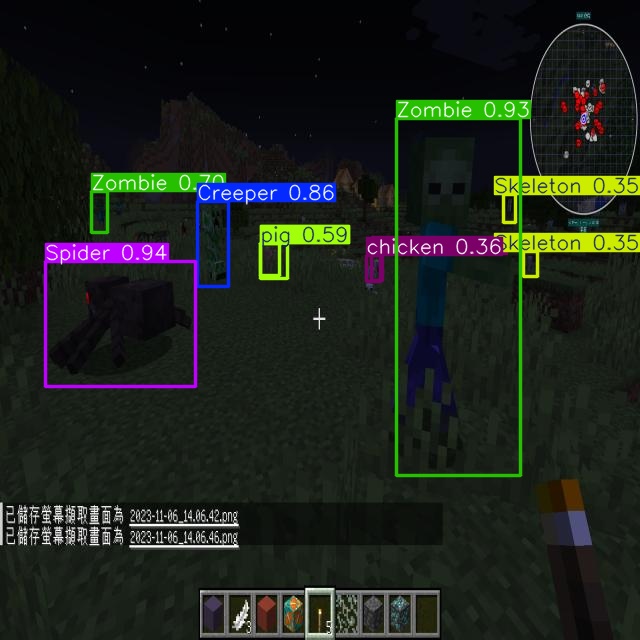 Zombie 0.93
Zombie 0.70
Creeper 0.86
Skeleton 0.35
pig 0.59
Skeleton 0.35
chicken 0.36
Spider 0.94
已儲存螢幕擷取畫面為 2023-11-06_14.06.42.png
已儲存螢幕擷取畫面為 2023-11-06_14.06.46.png
3
5